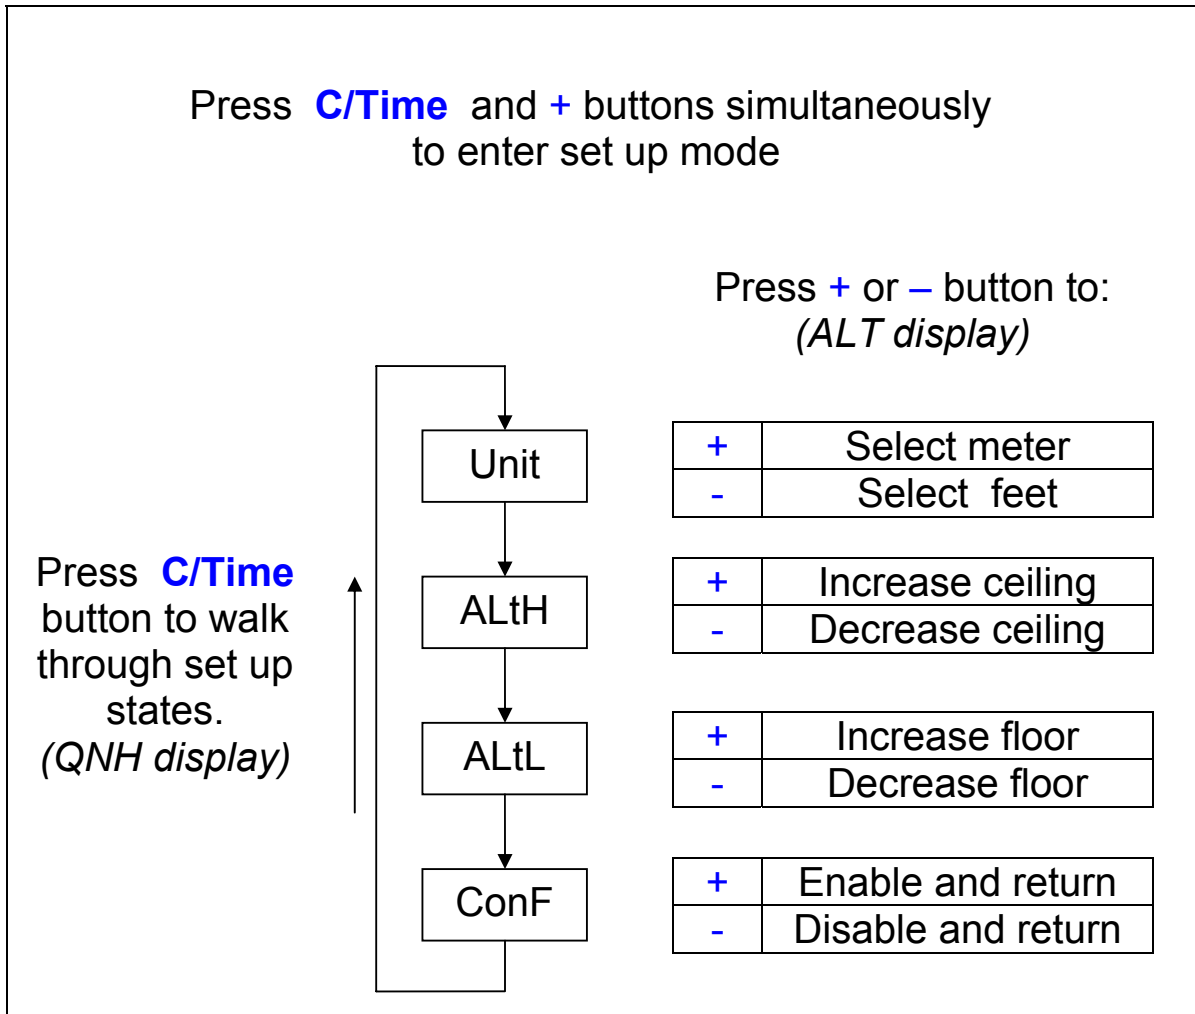 Press C/Time and + buttons simultaneously
to enter set up mode
Press + or – button to:
(ALT display)
Unit
+ Select meter
- Select feet
Press C/Time
button to walk
through set up
states.
(QNH display)
ALtH
+ Increase ceiling
- Decrease ceiling
ALtL
+ Increase floor
- Decrease floor
ConF
+ Enable and return
- Disable and return